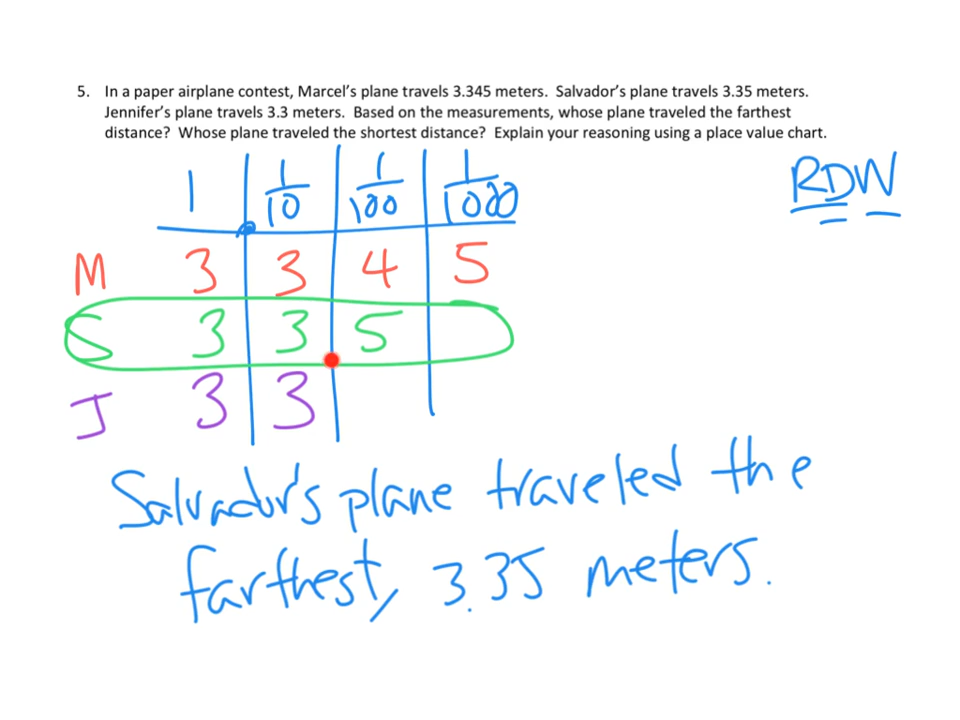 5. In a paper airplane contest, Marcel's plane travels 3.345 meters. Salvador's plane travels 3.35 meters.
Jennifer's plane travels 3.3 meters. Based on the measurements, whose plane traveled the farthest
distance? Whose plane traveled the shortest distance? Explain your reasoning using a place value chart.
RDW
1 . 1/10 1/100 1/1000
M 3 3 4 5
S 3 3 5
J 3 3
Salvador's plane traveled the
farthest, 3.35 meters.